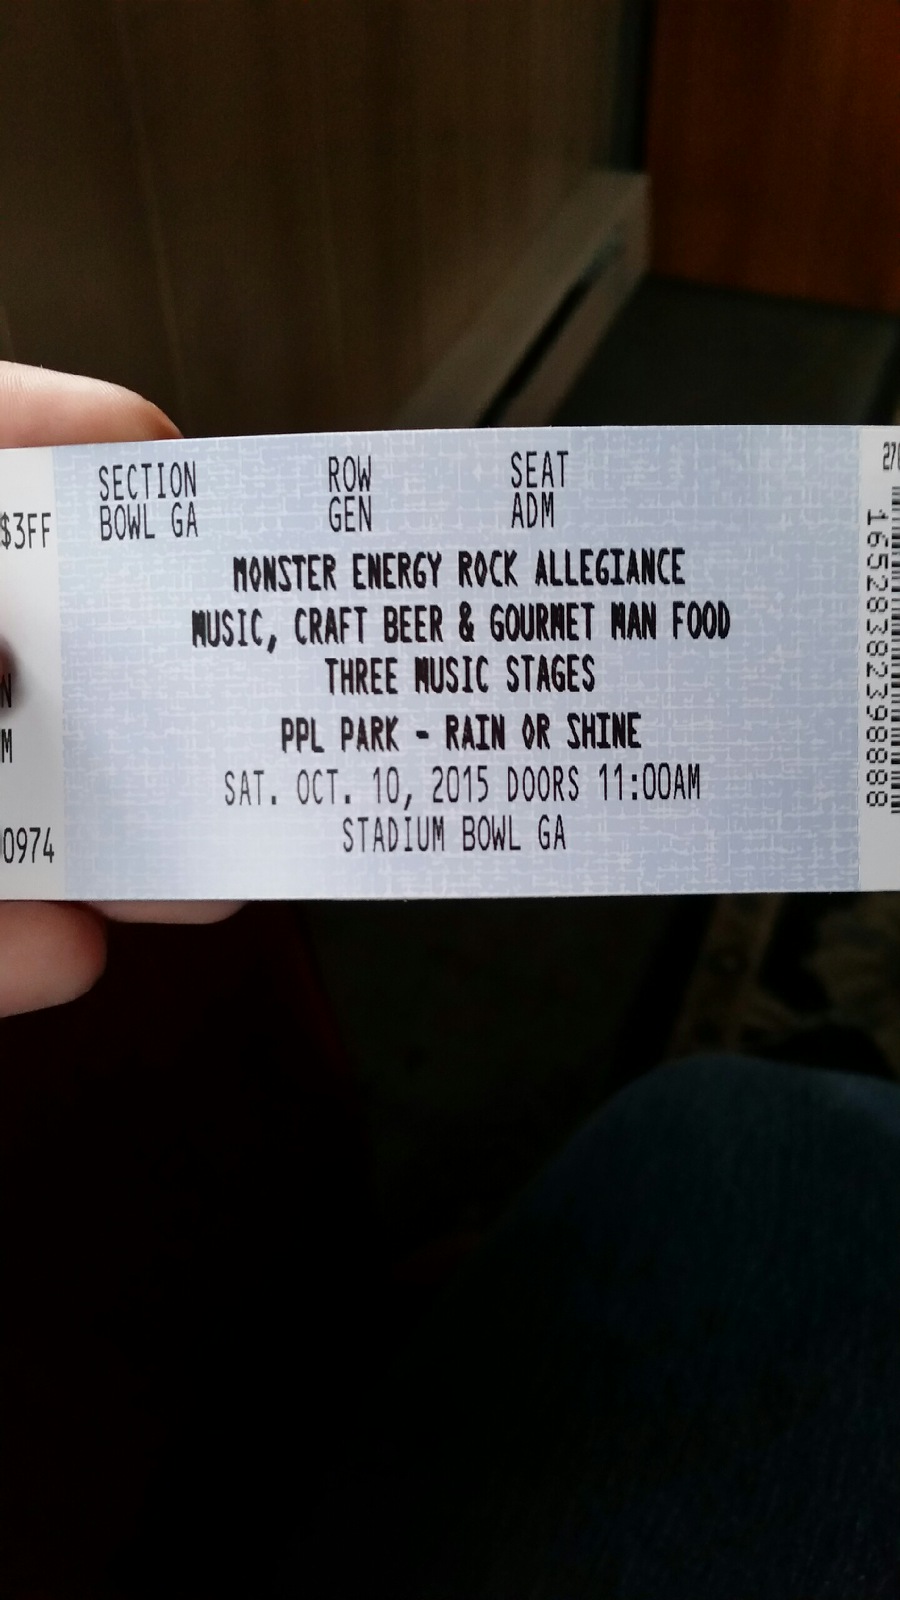 SECTION ROW SEAT
BOWL GA GEN ADM
MONSTER ENERGY ROCK ALLEGIANCE
MUSIC, CRAFT BEER & GOURMET MAN FOOD
THREE MUSIC STAGES
PPL PARK - RAIN OR SHINE
SAT. OCT. 10, 2015 DOORS 11:00AM
STADIUM BOWL GA
$3FF
N
M
0974
165283823988888